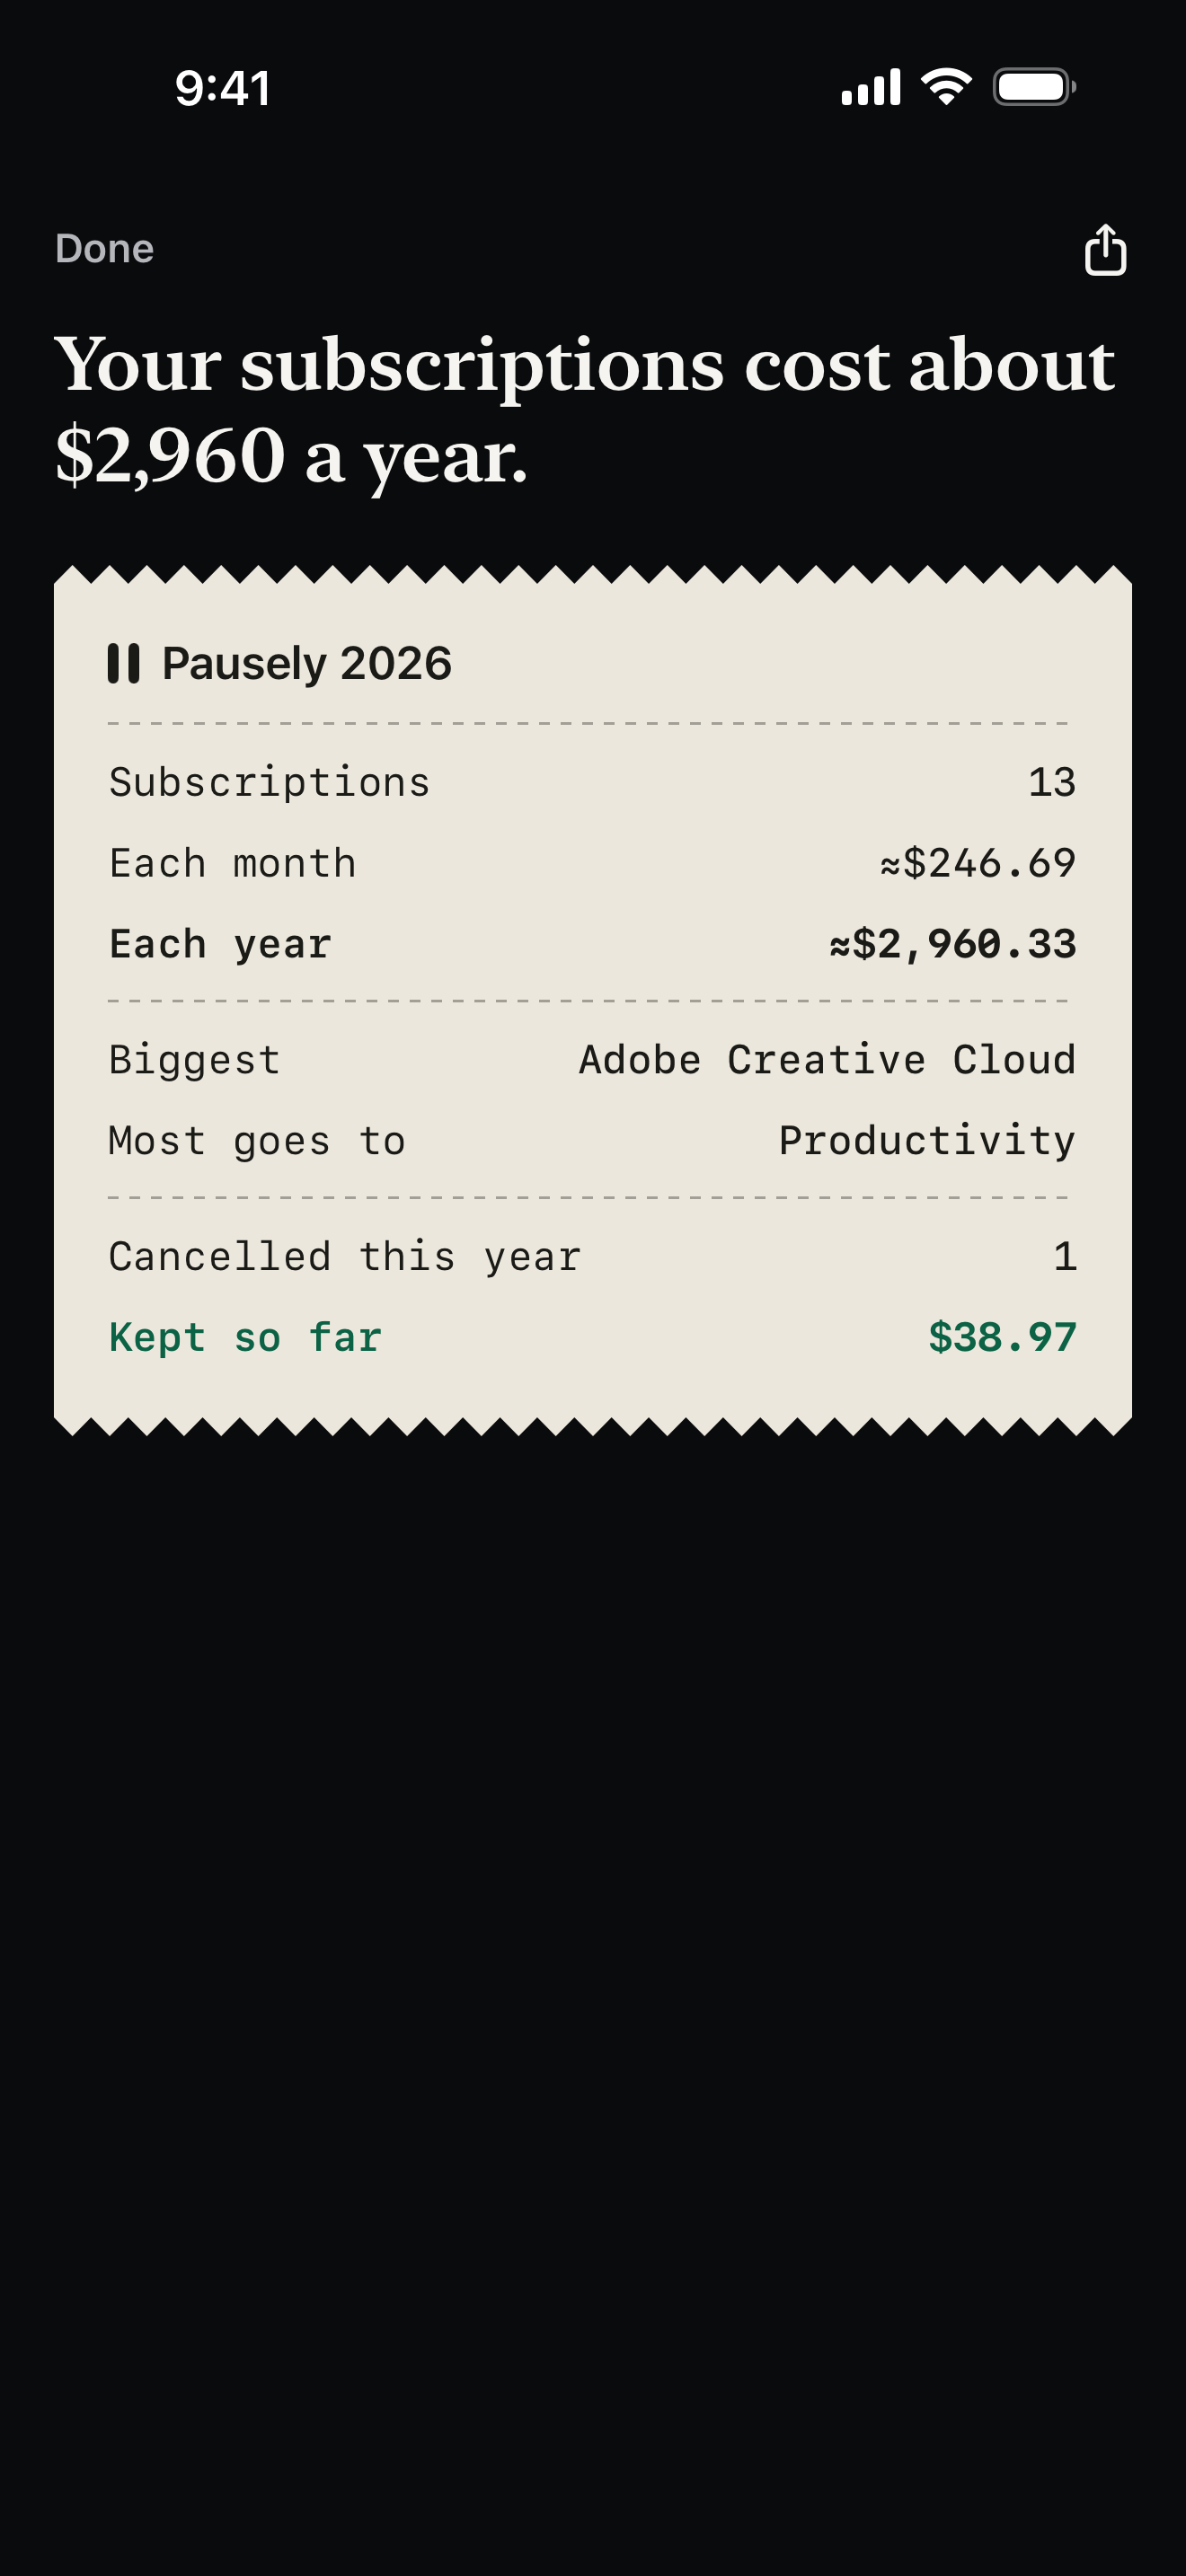 9:41
Done
Your subscriptions cost about
$2,960 a year.
Pausely 2026
Subscriptions 13
Each month ≈$246.69
Each year ≈$2,960.33
Biggest Adobe Creative Cloud
Most goes to Productivity
Cancelled this year 1
Kept so far $38.97